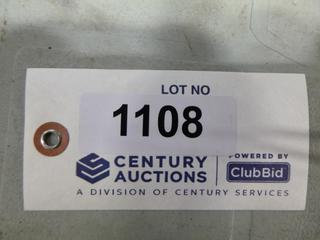 LOT NO
1108
CENTURY AUCTIONS
POWERED BY
ClubBid
A DIVISION OF CENTURY SERVICES